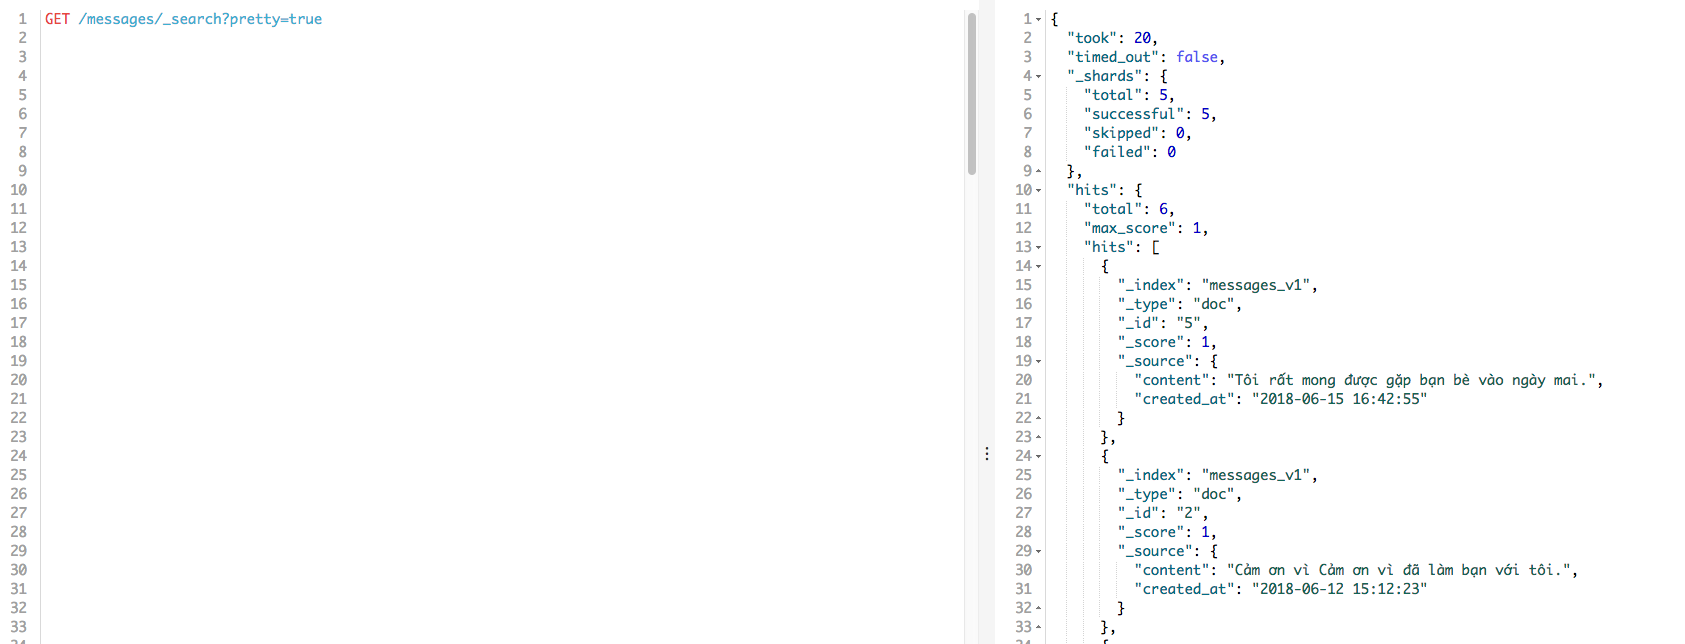 1 GET /messages/_search?pretty=true
2
3
4
5
6
7
8
9
10
11
12
13
14
15
16
17
18
19
20
21
22
23
24
25
26
27
28
29
30
31
32
33
1 {
2 "took": 20,
3 "timed_out": false,
4 "_shards": {
5 "total": 5,
6 "successful": 5,
7 "skipped": 0,
8 "failed": 0
9 },
10 "hits": {
11 "total": 6,
12 "max_score": 1,
13 "hits": [
14 {
15 "_index": "messages_v1",
16 "_type": "doc",
17 "_id": "5",
18 "_score": 1,
19 "_source": {
20 "content": "Tôi rất mong được gặp bạn bè vào ngày mai.",
21 "created_at": "2018-06-15 16:42:55"
22 }
23 },
24 {
25 "_index": "messages_v1",
26 "_type": "doc",
27 "_id": "2",
28 "_score": 1,
29 "_source": {
30 "content": "Cảm ơn vì Cảm ơn vì đã làm bạn với tôi.",
31 "created_at": "2018-06-12 15:12:23"
32 }
33 },